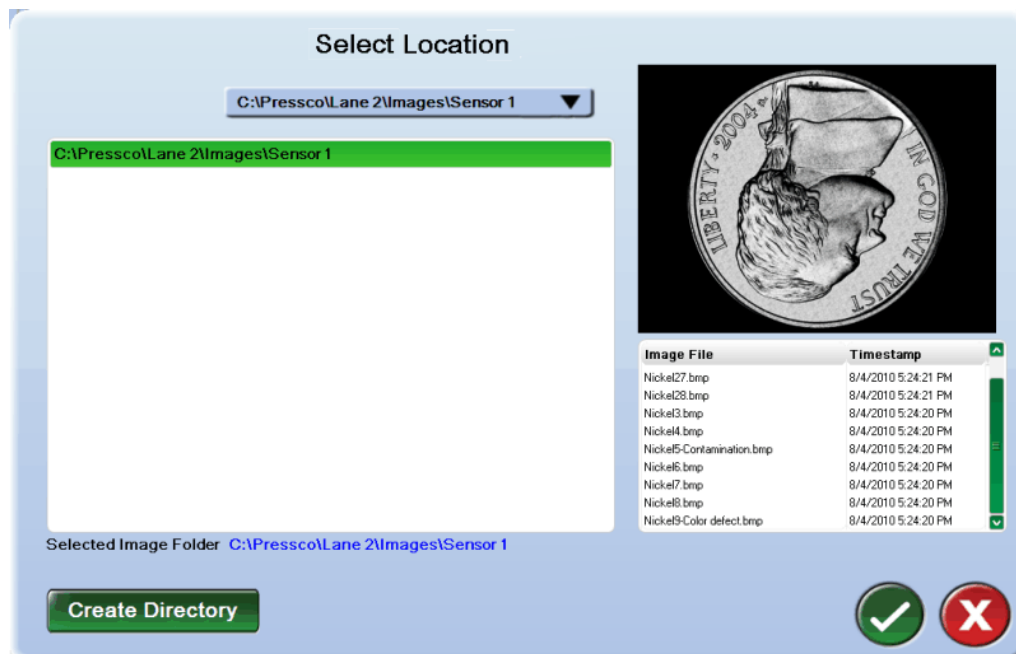 Select Location
C:\Pressco\Lane 2\Images\Sensor 1
C:\Pressco\Lane 2\Images\Sensor 1
LIBERTY · 2004
IN GOD WE TRUST
Image File Timestamp
Nickel27.bmp 8/4/2010 5:24:21 PM
Nickel28.bmp 8/4/2010 5:24:21 PM
Nickel3.bmp 8/4/2010 5:24:20 PM
Nickel4.bmp 8/4/2010 5:24:20 PM
Nickel5-Contamination.bmp 8/4/2010 5:24:20 PM
Nickel6.bmp 8/4/2010 5:24:20 PM
Nickel7.bmp 8/4/2010 5:24:20 PM
Nickel8.bmp 8/4/2010 5:24:20 PM
Nickel9-Color defect.bmp 8/4/2010 5:24:20 PM
Selected Image Folder C:\Pressco\Lane 2\Images\Sensor 1
Create Directory